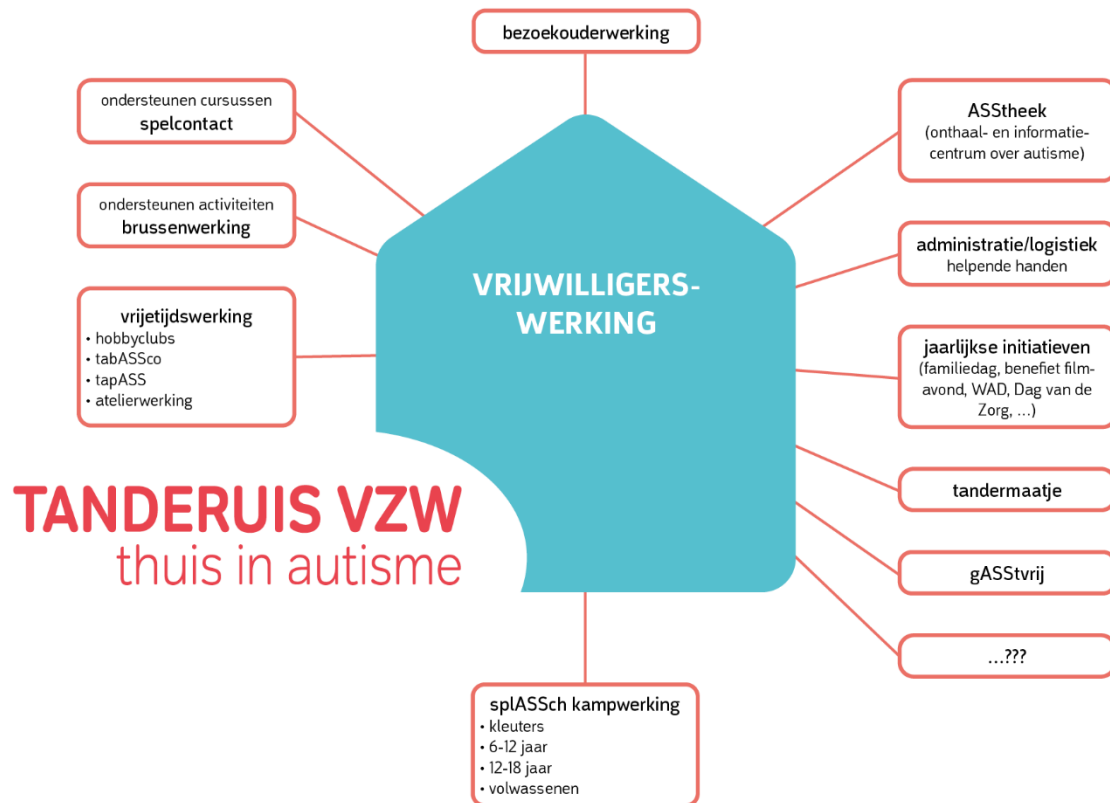 bezoekouderwerking
ondersteunen cursussen
spelcontact
ondersteunen activiteiten
brussenwerking
vrijetijdswerking
• hobbyclubs
• tabASSco
• tapASS
• atelierwerking
VRIJWILLIGERS-
WERKING
ASStheek
(onthaal- en informatie-
centrum over autisme)
administratie/logistiek
helpende handen
jaarlijkse initiatieven
(familiedag, benefiet film-
avond, WAD, Dag van de
Zorg, ...)
tandermaatje
gASStvrij
...???
TANDERUIS VZW
thuis in autisme
splASSch kampwerking
• kleuters
• 6-12 jaar
• 12-18 jaar
• volwassenen